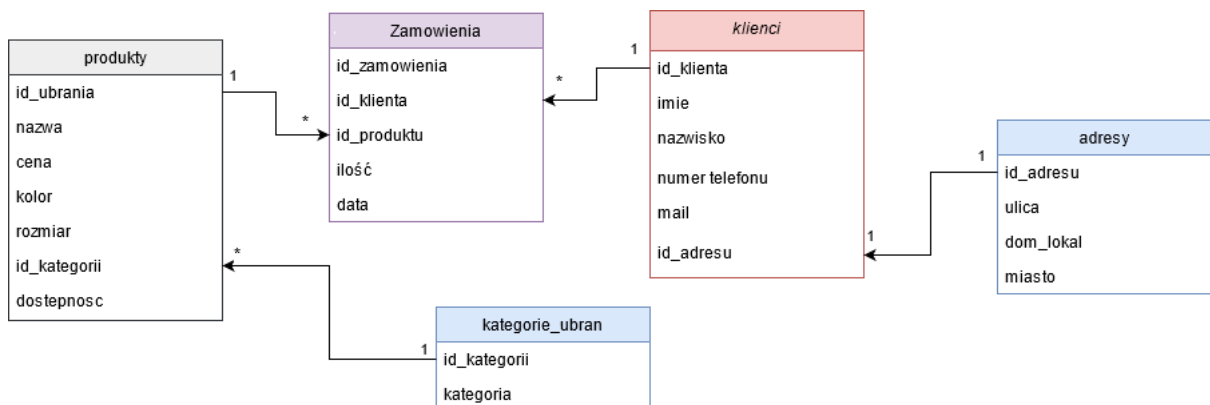 produkty
id_ubrania
nazwa
cena
kolor
rozmiar
id_kategorii
dostepnosc
1
*
*
Zamowienia
id_zamowienia
id_klienta
id_produktu
ilość
data
*
1
klienci
id_klienta
imie
nazwisko
numer telefonu
mail
id_adresu
1
1
adresy
id_adresu
ulica
dom_lokal
miasto
1
kategorie_ubran
id_kategorii
kategoria